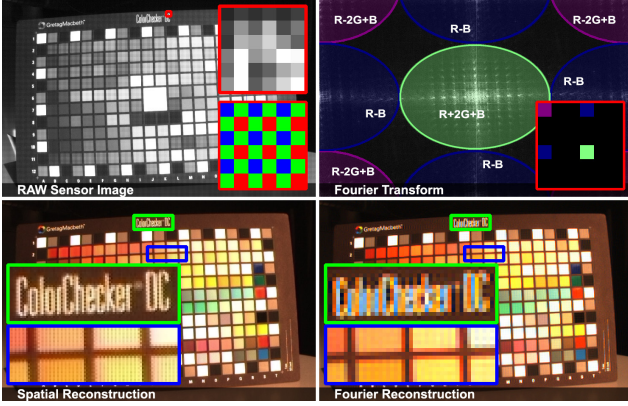 GretagMacbeth
ColorChecker DC
RAW Sensor Image
R-2G+B
R-B
R-2G+B
R-B
R-B
R+2G+B
R-2G+B
R-B
Fourier Transform
GretagMacbeth
ColorChecker DC
ColorChecker DC
Spatial Reconstruction
GretagMacbeth
ColorChecker DC
ColorChecker DC
Fourier Reconstruction